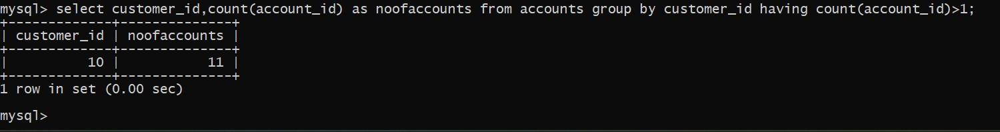 mysql> select customer_id,count(account_id) as noofaccounts from accounts group by customer_id having count(account_id)>1;
+-------------+--------------+
| customer_id | noofaccounts |
+-------------+--------------+
|          10 |           11 |
+-------------+--------------+
1 row in set (0.00 sec)
mysql>